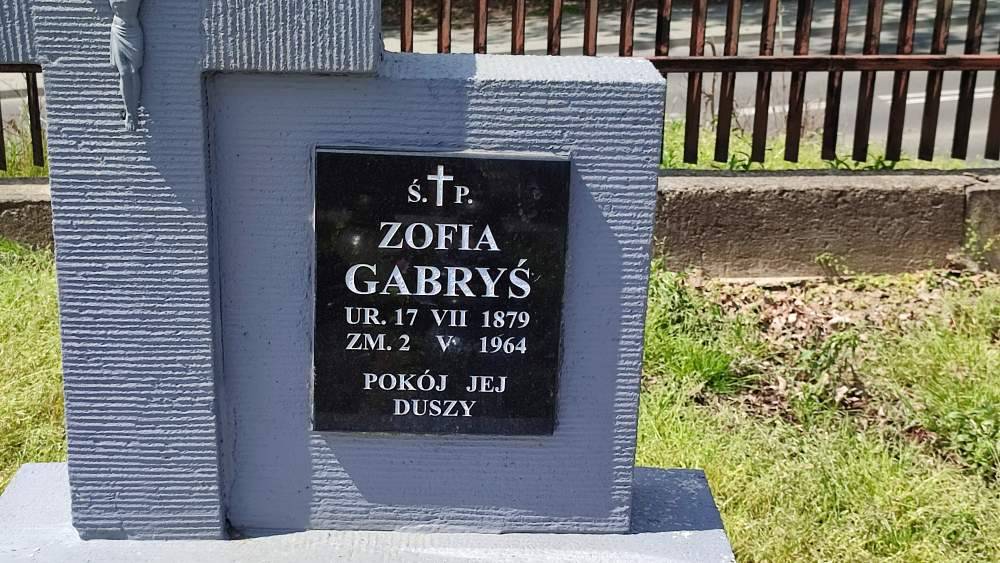 Ś. P.
ZOFIA
GABRYŚ
UR. 17 VII 1879
ZM. 2 V 1964
POKÓJ JEJ
DUSZY